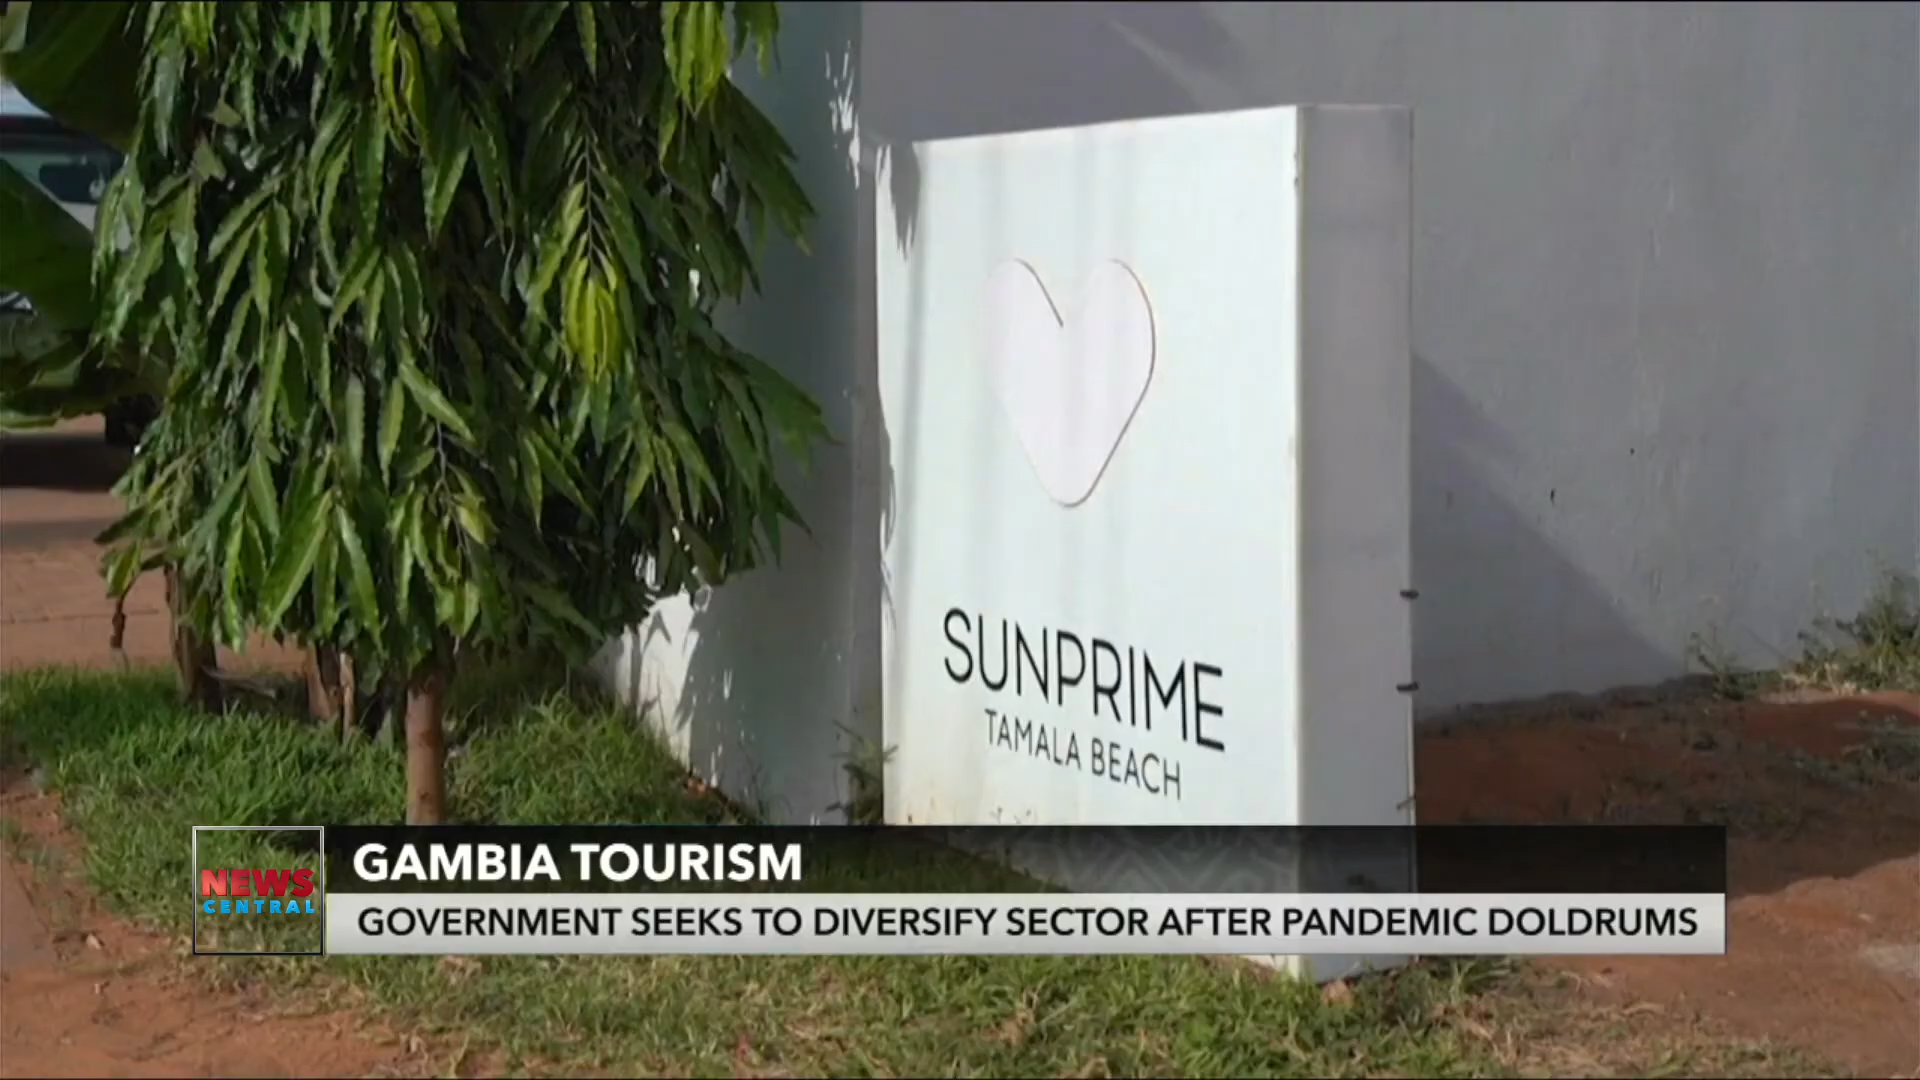 SUNPRIME
TAMALA BEACH
GAMBIA TOURISM
NEWS
CENTRAL
GOVERNMENT SEEKS TO DIVERSIFY SECTOR AFTER PANDEMIC DOLDRUMS